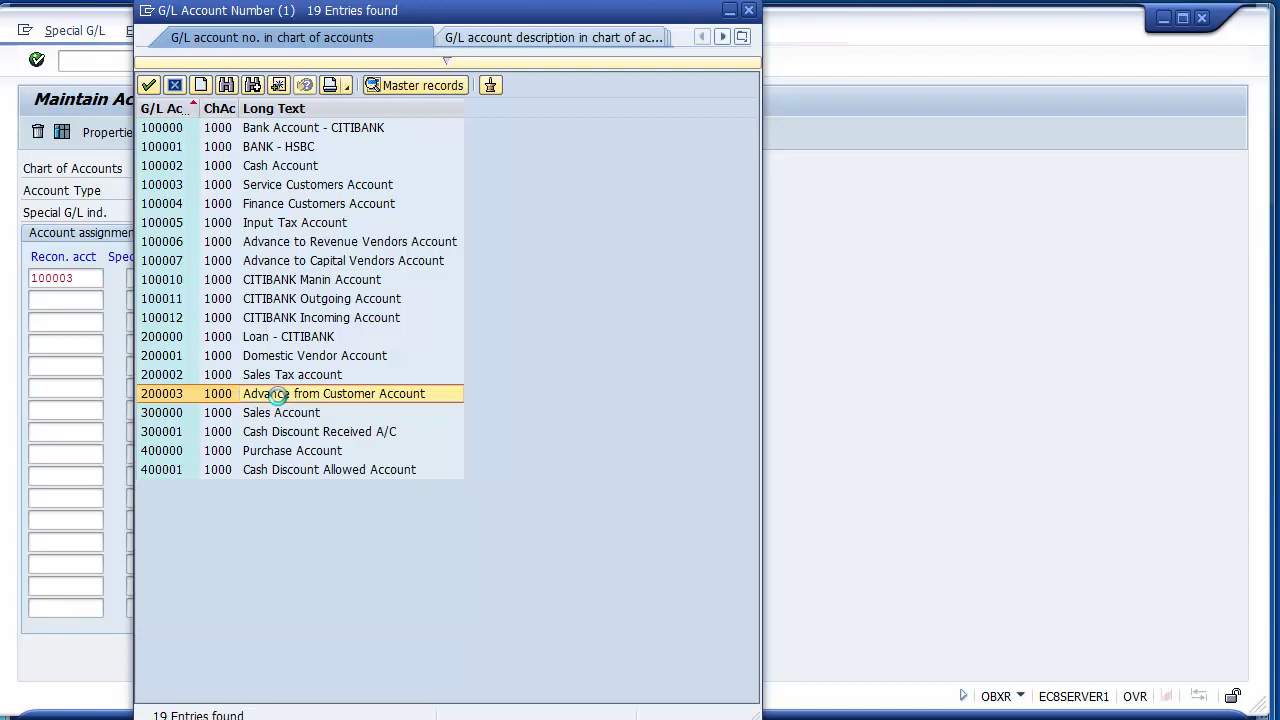 G/L Account Number (1)   19 Entries found
Special G/L   E
G/L account no. in chart of accounts   G/L account description in chart of ac...
Master records
Maintain Ac
G/L Ac..   ChAc   Long Text
100000   1000   Bank Account - CITIBANK
Properti
100001   1000   BANK - HSBC
Chart of Accounts
100002   1000   Cash Account
Account Type
100003   1000   Service Customers Account
100004   1000   Finance Customers Account
Special G/L ind.
100005   1000   Input Tax Account
Account assignmen
100006   1000   Advance to Revenue Vendors Account
Recon. acct   Spec
100007   1000   Advance to Capital Vendors Account
100003
100010   1000   CITIBANK Manin Account
100011   1000   CITIBANK Outgoing Account
100012   1000   CITIBANK Incoming Account
200000   1000   Loan - CITIBANK
200001   1000   Domestic Vendor Account
200002   1000   Sales Tax account
200003   1000   Advance from Customer Account
300000   1000   Sales Account
300001   1000   Cash Discount Received A/C
400000   1000   Purchase Account
400001   1000   Cash Discount Allowed Account
OBXR   EC8SERVER1   OVR
19 Entries found